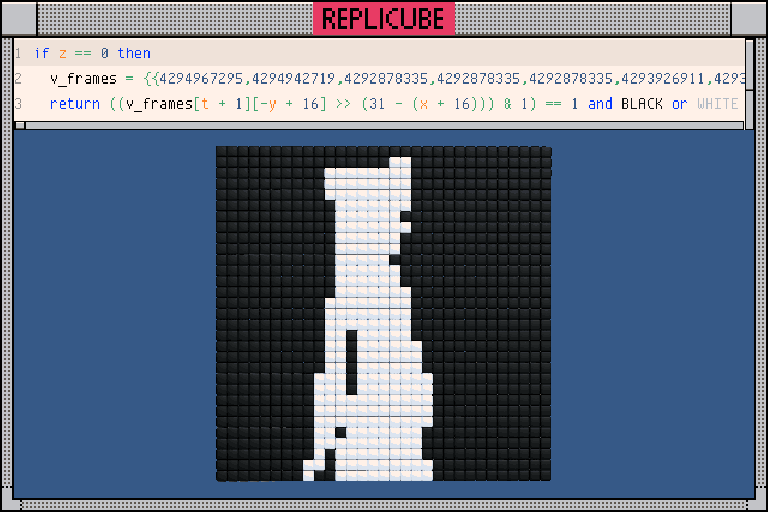 REPLICUBE
1 if z == 0 then
2 v_frames = {{4294967295,4294942719,4292878335,4292878335,4292878335,4293926911,4293
3 return ((v_frames[t + 1][-y + 16] >> (31 - (x + 16))) & 1) == 1 and BLACK or WHITE